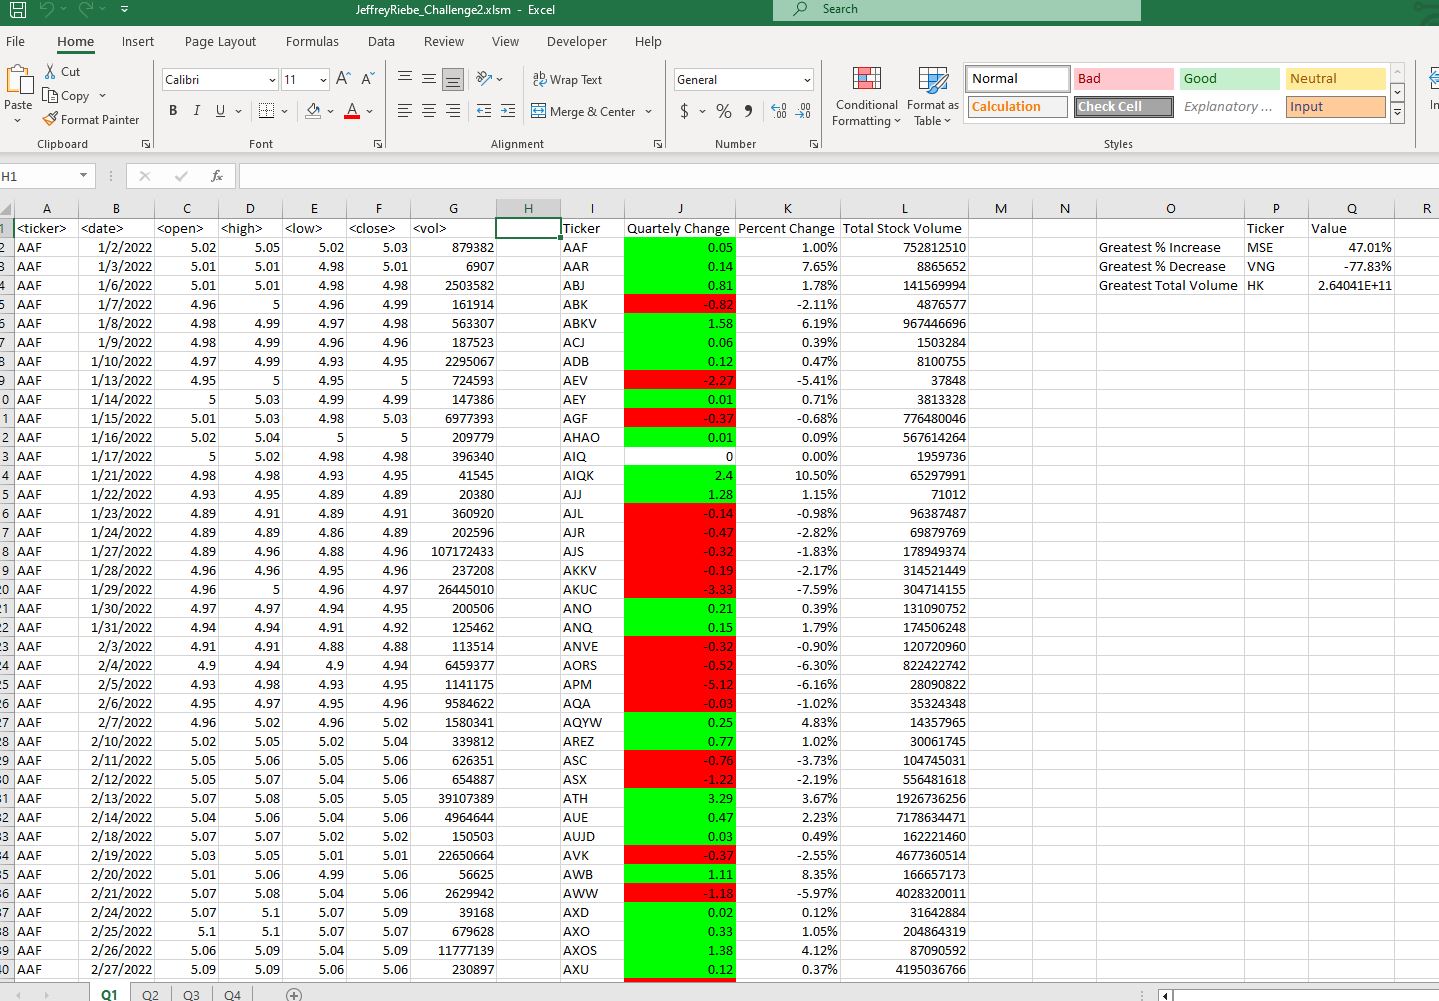 JeffreyRiebe_Challenge2.xlsm - Excel
Search
File Home Insert Page Layout Formulas Data Review View Developer Help
Paste Cut Copy Format Painter Clipboard
Calibri 11 A A B I U A Font
ab Wrap Text Merge & Center Alignment
General $ % 9 Number
Conditional Formatting Format as Table
Normal Bad Good Neutral
Calculation Check Cell Explanatory ... Input
Styles
H1 fx
A B C D E F G H I J K L M N O P Q R
1 <ticker> <date> <open> <high> <low> <close> <vol> Ticker Quartely Change Percent Change Total Stock Volume Ticker Value
2 AAF 1/2/2022 5.02 5.05 5.02 5.03 879382 AAF 0.05 1.00% 752812510 Greatest % Increase MSE 47.01%
3 AAF 1/3/2022 5.01 5.01 4.98 5.01 6907 AAR 0.14 7.65% 8865652 Greatest % Decrease VNG -77.83%
4 AAF 1/6/2022 5.01 5.01 4.98 4.98 2503582 ABJ 0.81 1.78% 141569994 Greatest Total Volume HK 2.64041E+11
5 AAF 1/7/2022 4.96 5 4.96 4.99 161914 ABK -0.82 -2.11% 4876577
6 AAF 1/8/2022 4.98 4.99 4.97 4.98 563307 ABKV 1.58 6.19% 967446696
7 AAF 1/9/2022 4.98 4.99 4.96 4.96 187523 ACJ 0.06 0.39% 1503284
8 AAF 1/10/2022 4.97 4.99 4.93 4.95 2295067 ADB 0.12 0.47% 8100755
9 AAF 1/13/2022 4.95 5 4.95 5 724593 AEV -2.27 -5.41% 37848
0 AAF 1/14/2022 5 5.03 4.99 4.99 147386 AEY 0.01 0.71% 3813328
1 AAF 1/15/2022 5.01 5.03 4.98 5.03 6977393 AGF -0.37 -0.68% 776480046
2 AAF 1/16/2022 5.02 5.04 5 5 209779 AHAO 0.01 0.09% 567614264
3 AAF 1/17/2022 5 5.02 4.98 4.98 396340 AIQ 0 0.00% 1959736
4 AAF 1/21/2022 4.98 4.98 4.93 4.95 41545 AIQK 2.4 10.50% 65297991
5 AAF 1/22/2022 4.93 4.95 4.89 4.89 20380 AJJ 1.28 1.15% 71012
6 AAF 1/23/2022 4.89 4.91 4.89 4.91 360920 AJL -0.14 -0.98% 96387487
7 AAF 1/24/2022 4.89 4.89 4.86 4.89 202596 AJR -0.47 -2.82% 69879769
8 AAF 1/27/2022 4.89 4.96 4.88 4.96 107172433 AJS -0.32 -1.83% 178949374
9 AAF 1/28/2022 4.96 4.96 4.95 4.96 237208 AKKV -0.19 -2.17% 314521449
20 AAF 1/29/2022 4.96 5 4.96 4.97 26445010 AKUC -3.33 -7.59% 304714155
21 AAF 1/30/2022 4.97 4.97 4.94 4.95 200506 ANO 0.21 0.39% 131090752
22 AAF 1/31/2022 4.94 4.94 4.91 4.92 125462 ANQ 0.15 1.79% 174506248
23 AAF 2/3/2022 4.91 4.91 4.88 4.88 113514 ANVE -0.32 -0.90% 120720960
24 AAF 2/4/2022 4.9 4.94 4.9 4.94 6459377 AORS -0.52 -6.30% 822422742
25 AAF 2/5/2022 4.93 4.98 4.93 4.95 1141175 APM -5.12 -6.16% 28090822
26 AAF 2/6/2022 4.95 4.97 4.95 4.96 9584622 AQA -0.03 -1.02% 35324348
27 AAF 2/7/2022 4.96 5.02 4.96 5.02 1580341 AQYW 0.25 4.83% 14357965
28 AAF 2/10/2022 5.02 5.05 5.02 5.04 339812 AREZ 0.77 1.02% 30061745
29 AAF 2/11/2022 5.05 5.06 5.05 5.05 626351 ASC -0.76 -3.73% 104745031
30 AAF 2/12/2022 5.05 5.07 5.04 5.06 654887 ASX -1.22 -2.19% 556481618
31 AAF 2/13/2022 5.07 5.08 5.05 5.05 39107389 ATH 3.29 3.67% 1926736256
32 AAF 2/14/2022 5.04 5.06 5.04 5.06 4964644 AUE 0.47 2.23% 7178634471
33 AAF 2/18/2022 5.07 5.07 5.02 5.02 150503 AUJD 0.03 0.49% 162221460
34 AAF 2/19/2022 5.03 5.05 5.01 5.01 22650664 AVK -0.37 -2.55% 4677360514
35 AAF 2/20/2022 5.01 5.06 4.99 5.06 56625 AWB 1.11 8.35% 166657173
36 AAF 2/21/2022 5.07 5.08 5.04 5.06 2629942 AWW -1.18 -5.97% 4028320011
37 AAF 2/24/2022 5.07 5.1 5.07 5.09 39168 AXD 0.02 0.12% 31642884
38 AAF 2/25/2022 5.1 5.1 5.07 5.07 679628 AXO 0.33 1.05% 204864319
39 AAF 2/26/2022 5.06 5.09 5.04 5.09 11777139 AXOS 1.38 4.12% 87090592
40 AAF 2/27/2022 5.09 5.09 5.06 5.06 230897 AXU 0.12 0.37% 4195036766
Q1 Q2 Q3 Q4